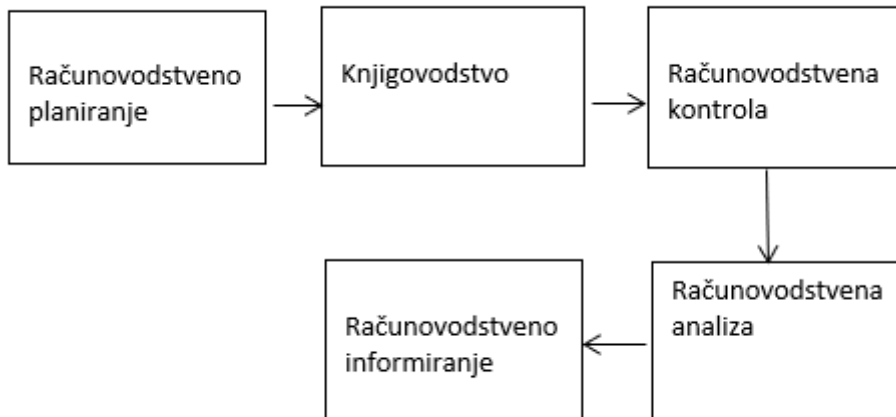 Računovodstveno
planiranje
Knjigovodstvo
Računovodstvena
kontrola
Računovodstvena
analiza
Računovodstveno
informiranje